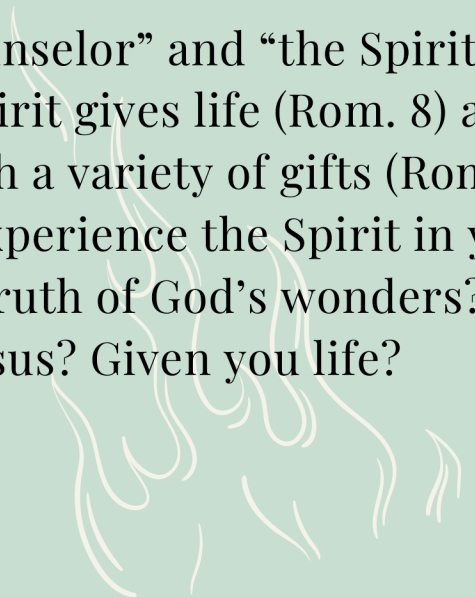 nselor” and “the Spirit
irit gives life (Rom. 8) a
h a variety of gifts (Rom
xperience the Spirit in y
ruth of God’s wonders?
sus? Given you life?